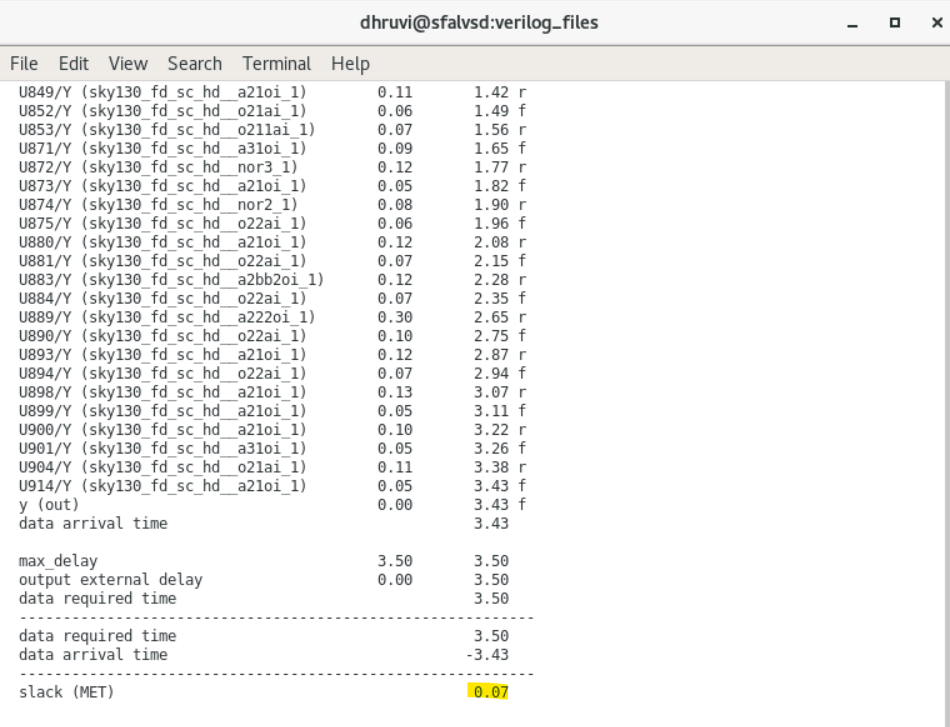 dhruvi@sfalvsd:verilog_files
File Edit View Search Terminal Help
U849/Y (sky130_fd_sc_hd__a21oi_1) 0.11 1.42 r
U852/Y (sky130_fd_sc_hd__o21ai_1) 0.06 1.49 f
U853/Y (sky130_fd_sc_hd__o211ai_1) 0.07 1.56 r
U871/Y (sky130_fd_sc_hd__a31oi_1) 0.09 1.65 f
U872/Y (sky130_fd_sc_hd__nor3_1) 0.12 1.77 r
U873/Y (sky130_fd_sc_hd__a21oi_1) 0.05 1.82 f
U874/Y (sky130_fd_sc_hd__nor2_1) 0.08 1.90 r
U875/Y (sky130_fd_sc_hd__o22ai_1) 0.06 1.96 f
U880/Y (sky130_fd_sc_hd__a21oi_1) 0.12 2.08 r
U881/Y (sky130_fd_sc_hd__o22ai_1) 0.07 2.15 f
U883/Y (sky130_fd_sc_hd__a2bb2oi_1) 0.12 2.28 r
U884/Y (sky130_fd_sc_hd__o22ai_1) 0.07 2.35 f
U889/Y (sky130_fd_sc_hd__a222oi_1) 0.30 2.65 r
U890/Y (sky130_fd_sc_hd__o22ai_1) 0.10 2.75 f
U893/Y (sky130_fd_sc_hd__a21oi_1) 0.12 2.87 r
U894/Y (sky130_fd_sc_hd__o22ai_1) 0.07 2.94 f
U898/Y (sky130_fd_sc_hd__a21oi_1) 0.13 3.07 r
U899/Y (sky130_fd_sc_hd__a21oi_1) 0.05 3.11 f
U900/Y (sky130_fd_sc_hd__a21oi_1) 0.10 3.22 r
U901/Y (sky130_fd_sc_hd__a31oi_1) 0.05 3.26 f
U904/Y (sky130_fd_sc_hd__o21ai_1) 0.11 3.38 r
U914/Y (sky130_fd_sc_hd__a21oi_1) 0.05 3.43 f
y (out) 0.00 3.43 f
data arrival time 3.43
max_delay 3.50 3.50
output external delay 0.00 3.50
data required time 3.50
-----------------------------------------------------------
data required time 3.50
data arrival time -3.43
-----------------------------------------------------------
slack (MET) 0.07